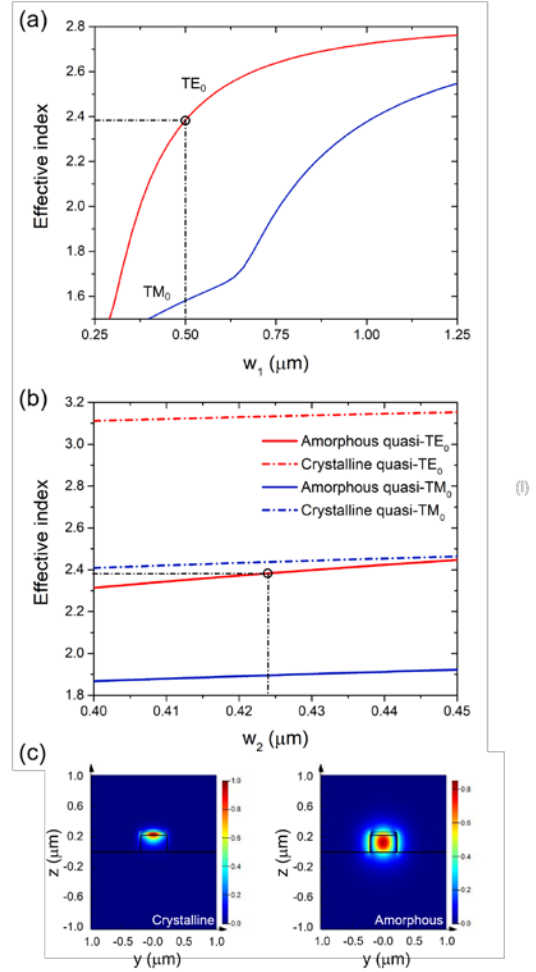 (a)
2.8
2.6
2.4
2.2
2.0
1.8
1.6
Effective index
TE₀
TM₀
0.25 0.50 0.75 1.00 1.25
w₁ (μm)
(b)
3.2
3.0
2.8
2.6
2.4
2.2
2.0
1.8
Effective index
Amorphous quasi-TE₀
Crystalline quasi-TE₀
Amorphous quasi-TM₀
Crystalline quasi-TM₀
(I)
0.40 0.41 0.42 0.43 0.44 0.45
w₂ (μm)
(c)
1.0
0.6
0.2
-0.2
-0.6
-1.0
z (μm)
Crystalline
1.0 -0.5 -0.0 0.5 1.0
y (μm)
1.0
0.8
0.6
0.4
0.2
0.0
1.0
0.6
0.2
-0.2
-0.6
-1.0
z (μm)
Amorphous
1.0 -0.5 -0.0 0.5 1.0
y (μm)
0.8
0.6
0.4
0.2
0.0